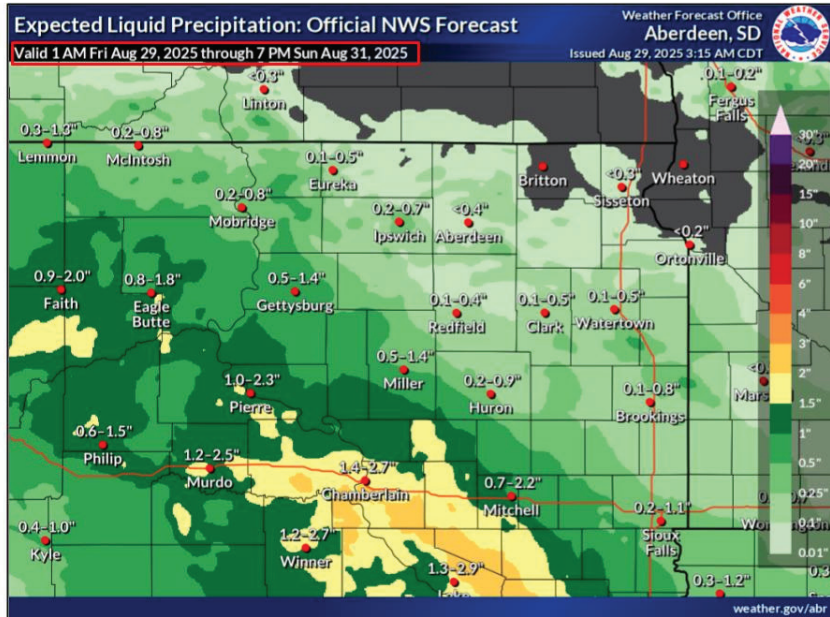 Expected Liquid Precipitation: Official NWS Forecast
Valid 1 AM Fri Aug 29, 2025 through 7 PM Sun Aug 31, 2025
Weather Forecast Office
Aberdeen, SD
Issued Aug 29, 2025 3:15 AM CDT
<0.3"
Linton
0.1–0.2"
Fergus
Falls
0.3–1.3"
Lemmon
0.2–0.8"
McIntosh
0.1–0.5"
Eureka
Britton
<0.3"
Sisseton
Wheaton
0.2–0.8"
Mobridge
0.2–0.7"
Ipswich
<0.4"
Aberdeen
<0.2"
Ortonville
0.9–2.0"
Faith
0.8–1.8"
Eagle
Butte
0.5–1.4"
Gettysburg
0.1–0.4"
Redfield
0.1–0.5"
Clark
0.1–0.5"
Watertown
1.0–2.3"
Pierre
0.5–1.4"
Miller
0.2–0.9"
Huron
0.1–0.8"
Brookings
0.6–1.5"
Philip
1.2–2.5"
Murdo
1.4–2.7"
Chamberlain
0.7–2.2"
Mitchell
0.2–1.1"
Sioux
Falls
0.4–1.0"
Kyle
1.2–2.7"
Winner
1.3–2.9"
0.3–1.2"
30"
20"
15"
10"
8"
6"
4"
3"
2"
1.5"
1"
0.5"
0.25"
0.1"
0.01"
weather.gov/abr